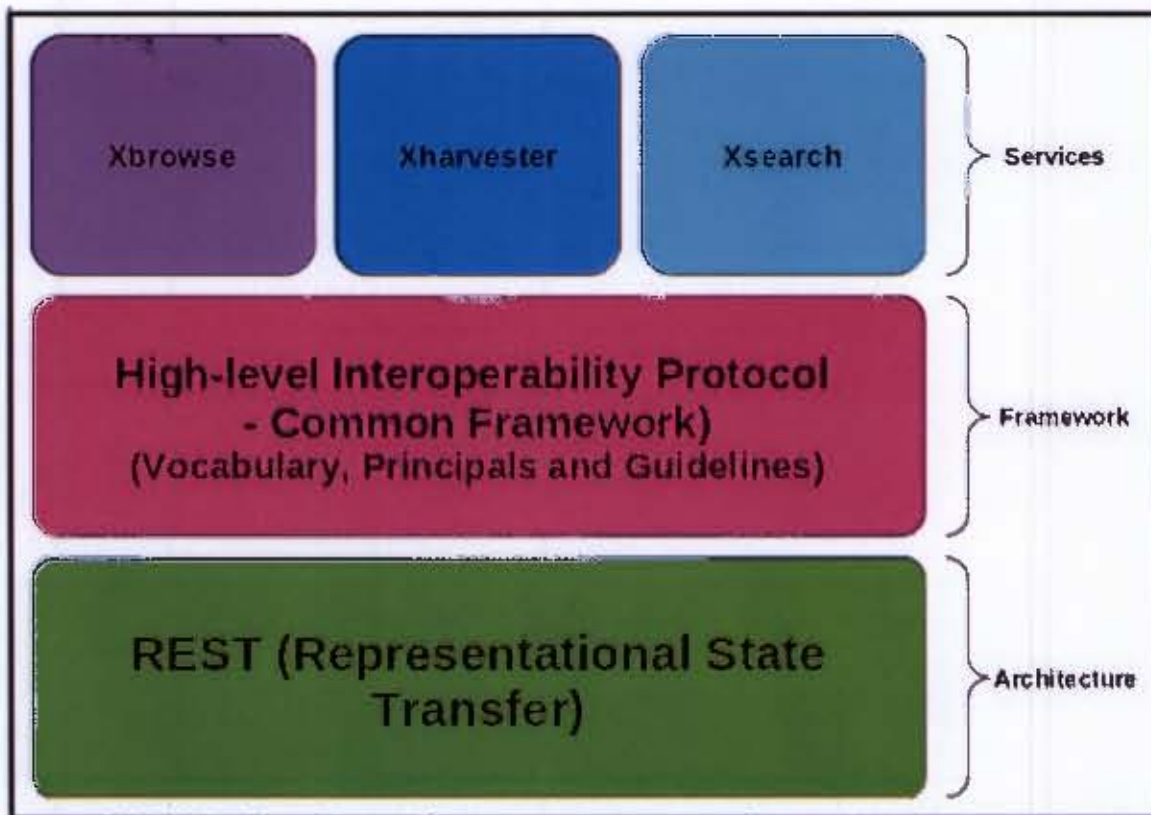 Xbrowse
Xharvester
Xsearch
Services
High-level Interoperability Protocol
- Common Framework)
(Vocabulary, Principals and Guidelines)
Framework
REST (Representational State
Transfer)
Architecture